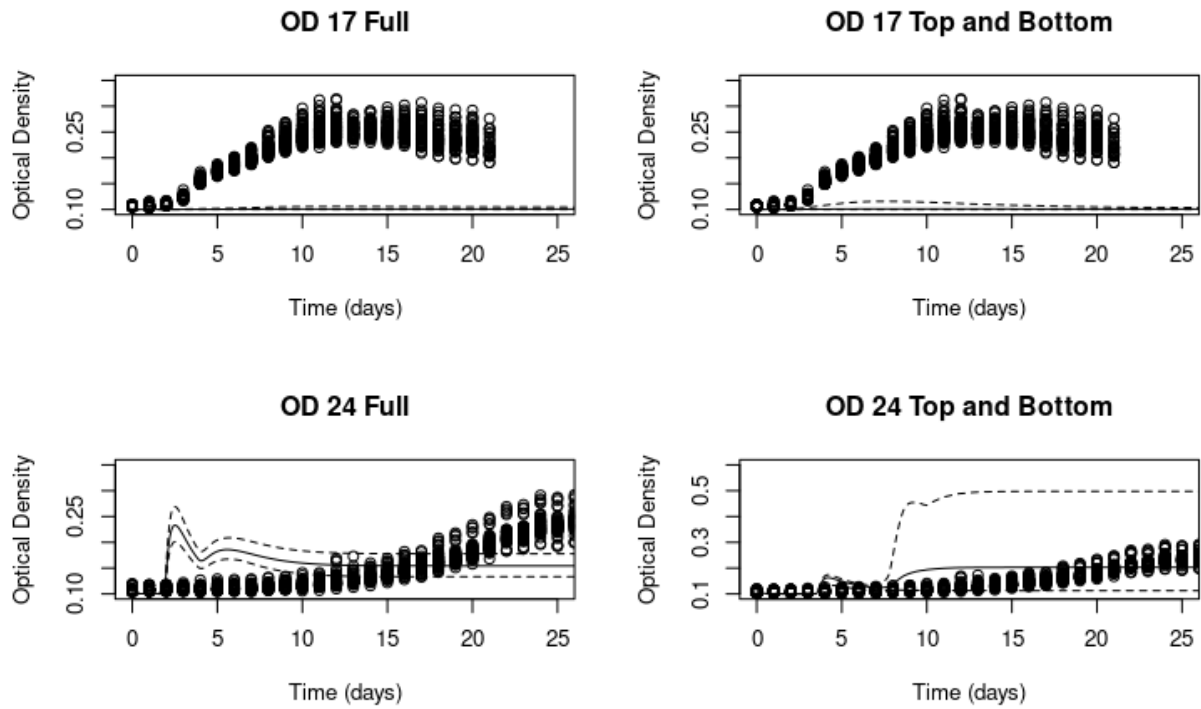 OD 17 Full
Optical Density
0.25
0.10
0 5 10 15 20 25
Time (days)
OD 17 Top and Bottom
Optical Density
0.25
0.10
0 5 10 15 20 25
Time (days)
OD 24 Full
Optical Density
0.25
0.10
0 5 10 15 20 25
Time (days)
OD 24 Top and Bottom
Optical Density
0.5
0.3
0.1
0 5 10 15 20 25
Time (days)